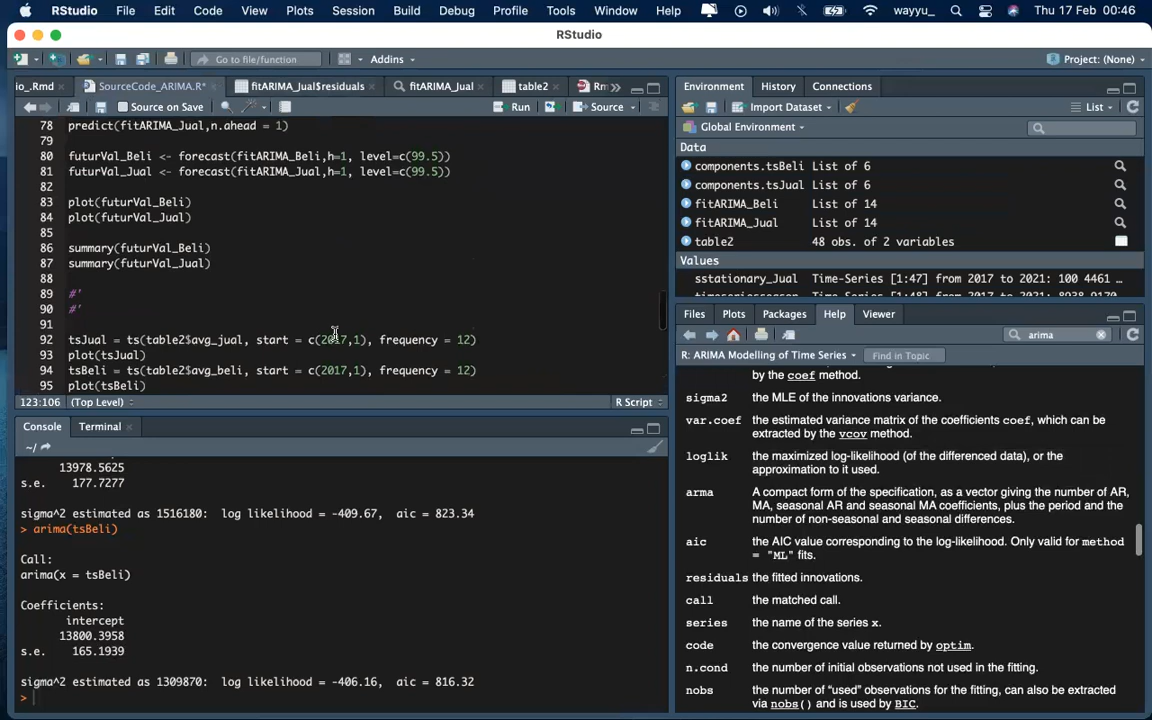 RStudio File Edit Code View Plots Session Build Debug Profile Tools Window Help wayyu_ Thu 17 Feb 00:46
RStudio
Go to file/function Addins Project: (None)
io_.Rmd SourceCode_ARIMA.R* fitARIMA_Jual$residuals fitARIMA_Jual table2
Source on Save Run Source
78 predict(fitARIMA_Jual,n.ahead = 1)
79
80 futurVal_Beli <- forecast(fitARIMA_Beli,h=1, level=c(99.5))
81 futurVal_Jual <- forecast(fitARIMA_Jual,h=1, level=c(99.5))
82
83 plot(futurVal_Beli)
84 plot(futurVal_Jual)
85
86 summary(futurVal_Beli)
87 summary(futurVal_Jual)
88
89 #'
90 #'
91
92 tsJual = ts(table2$avg_jual, start = c(2017,1), frequency = 12)
93 plot(tsJual)
94 tsBeli = ts(table2$avg_beli, start = c(2017,1), frequency = 12)
95 plot(tsBeli)
123:106 (Top Level) R Script
Console Terminal
~/
13978.5625
s.e. 177.7277
sigma^2 estimated as 1516180: log likelihood = -409.67, aic = 823.34
> arima(tsBeli)
Call:
arima(x = tsBeli)
Coefficients:
intercept
13800.3958
s.e. 165.1939
sigma^2 estimated as 1309870: log likelihood = -406.16, aic = 816.32
>
Environment History Connections
Import Dataset List
Global Environment
Data
components.tsBeli List of 6
components.tsJual List of 6
fitARIMA_Beli List of 14
fitARIMA_Jual List of 14
table2 48 obs. of 2 variables
Values
sstationary_Jual Time-Series [1:47] from 2017 to 2021: 100 4461 …
Files Plots Packages Help Viewer
arima
R: ARIMA Modelling of Time Series Find in Topic
by the coef method.
sigma2 the MLE of the innovations variance.
var.coef the estimated variance matrix of the coefficients coef, which can be
extracted by the vcov method.
loglik the maximized log-likelihood (of the differenced data), or the
approximation to it used.
arma A compact form of the specification, as a vector giving the number of AR,
MA, seasonal AR and seasonal MA coefficients, plus the period and the
number of non-seasonal and seasonal differences.
aic the AIC value corresponding to the log-likelihood. Only valid for method
= "ML" fits.
residuals the fitted innovations.
call the matched call.
series the name of the series x.
code the convergence value returned by optim.
n.cond the number of initial observations not used in the fitting.
nobs the number of “used” observations for the fitting, can also be extracted
via nobs() and is used by BIC.